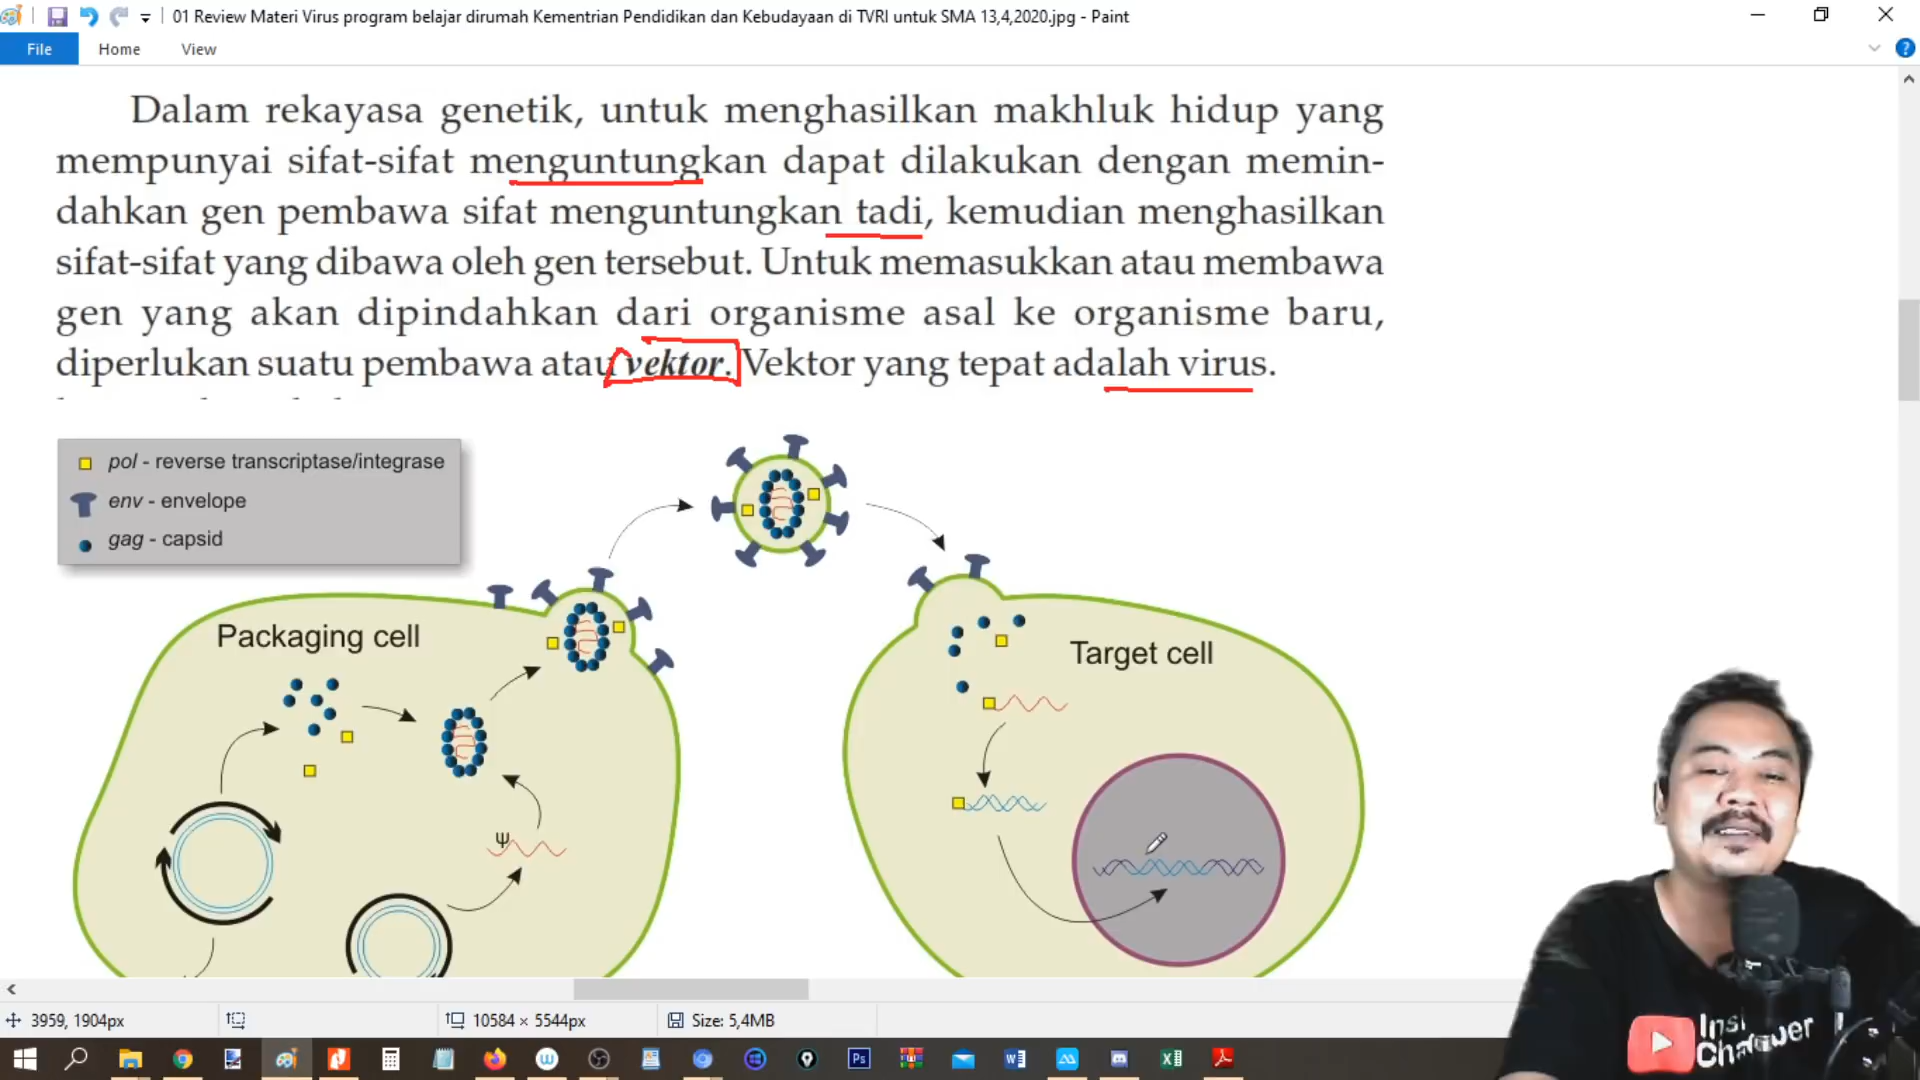 01 Review Materi Virus program belajar dirumah Kementrian Pendidikan dan Kebudayaan di TVRI untuk SMA 13,4,2020.jpg - Paint
File Home View
Dalam rekayasa genetik, untuk menghasilkan makhluk hidup yang
mempunyai sifat-sifat menguntungkan dapat dilakukan dengan memin-
dahkan gen pembawa sifat menguntungkan tadi, kemudian menghasilkan
sifat-sifat yang dibawa oleh gen tersebut. Untuk memasukkan atau membawa
gen yang akan dipindahkan dari organisme asal ke organisme baru,
diperlukan suatu pembawa atau vektor. Vektor yang tepat adalah virus.
pol - reverse transcriptase/integrase
env - envelope
gag - capsid
Packaging cell
Target cell
Ψ
3959, 1904px 10584 × 5544px Size: 5,4MB
Ps